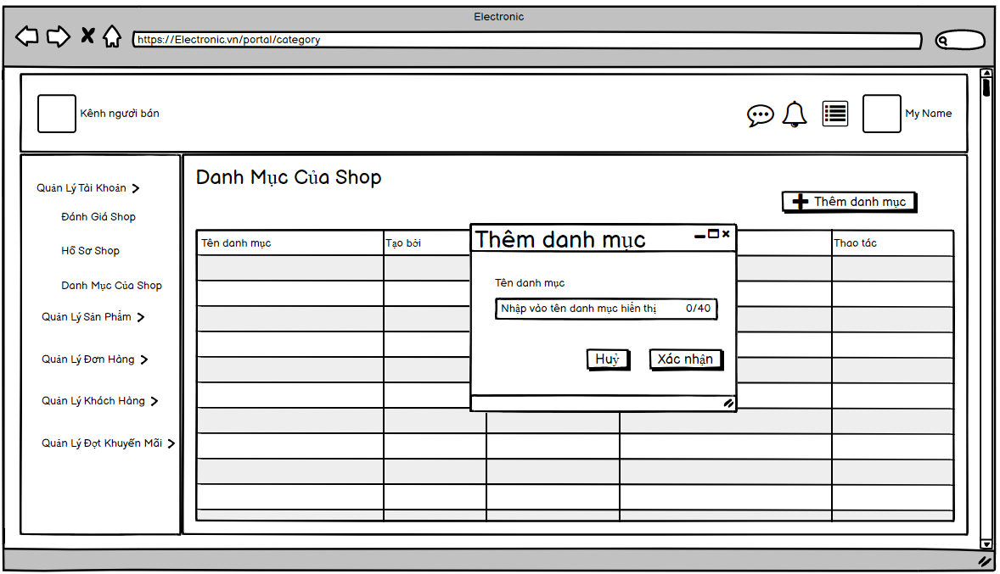 Electronic
https://Electronic.vn/portal/category
Kênh người bán
My Name
Quản Lý Tài Khoản
Đánh Giá Shop
Hồ Sơ Shop
Danh Mục Của Shop
Quản Lý Sản Phẩm
Quản Lý Đơn Hàng
Quản Lý Khách Hàng
Quản Lý Đợt Khuyến Mãi
Danh Mục Của Shop
Thêm danh mục
Tên danh mục Tạo bởi Thao tác
Thêm danh mục
Tên danh mục
Nhập vào tên danh mục hiển thị 0/40
Huỷ Xác nhận